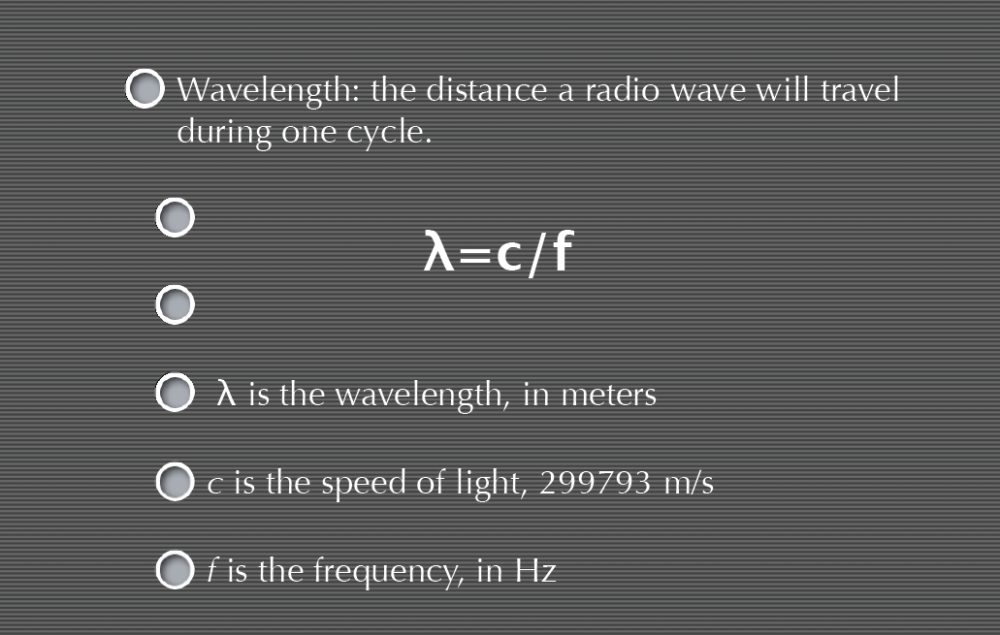 Wavelength: the distance a radio wave will travel
during one cycle.
λ=c/f
λ is the wavelength, in meters
c is the speed of light, 299793 m/s
f is the frequency, in Hz